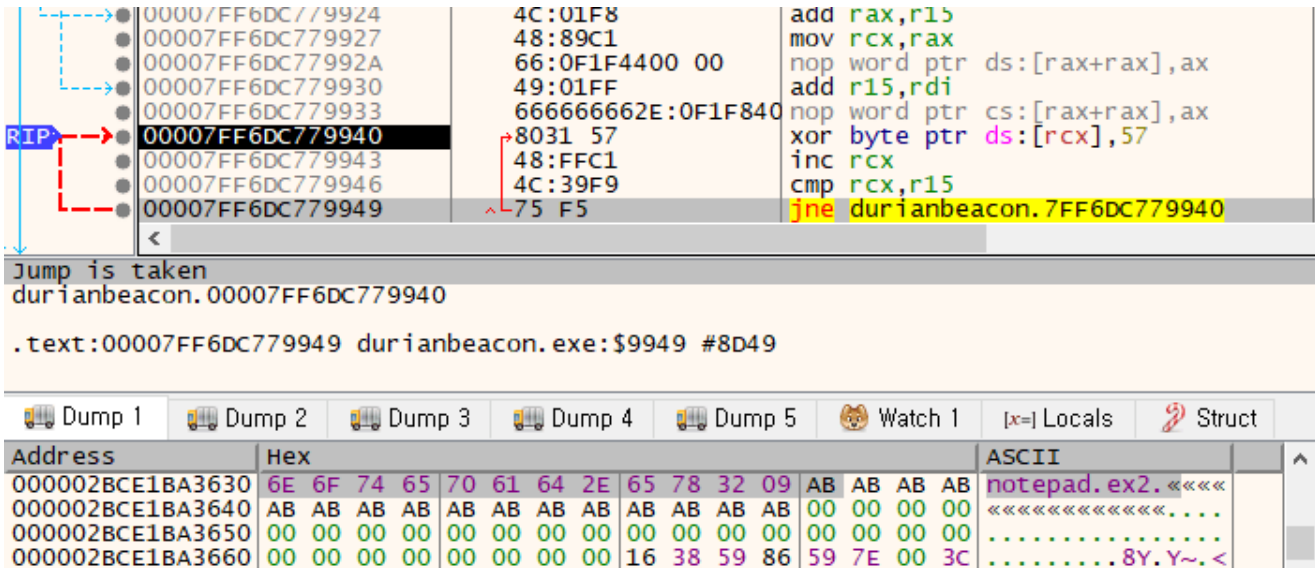 00007FF6DC779924 4C:01F8 add rax,r15
00007FF6DC779927 48:89C1 mov rcx,rax
00007FF6DC77992A 66:0F1F4400 00 nop word ptr ds:[rax+rax],ax
00007FF6DC779930 49:01FF add r15,rdi
00007FF6DC779933 666666662E:0F1F840 nop word ptr cs:[rax+rax],ax
RIP 00007FF6DC779940 8031 57 xor byte ptr ds:[rcx],57
00007FF6DC779943 48:FFC1 inc rcx
00007FF6DC779946 4C:39F9 cmp rcx,r15
00007FF6DC779949 75 F5 jne durianbeacon.7FF6DC779940
Jump is taken
durianbeacon.00007FF6DC779940
.text:00007FF6DC779949 durianbeacon.exe:$9949 #8D49
Dump 1 Dump 2 Dump 3 Dump 4 Dump 5 Watch 1 [x=] Locals Struct
Address Hex ASCII
000002BCE1BA3630 6E 6F 74 65 70 61 64 2E 65 78 32 09 AB AB AB AB notepad.ex2.««««
000002BCE1BA3640 AB AB AB AB AB AB AB AB AB AB AB AB 00 00 00 00 ««««««««««««....
000002BCE1BA3650 00 00 00 00 00 00 00 00 00 00 00 00 00 00 00 00 ................
000002BCE1BA3660 00 00 00 00 00 00 00 00 16 38 59 86 59 7E 00 3C .........8Y.Y~.<